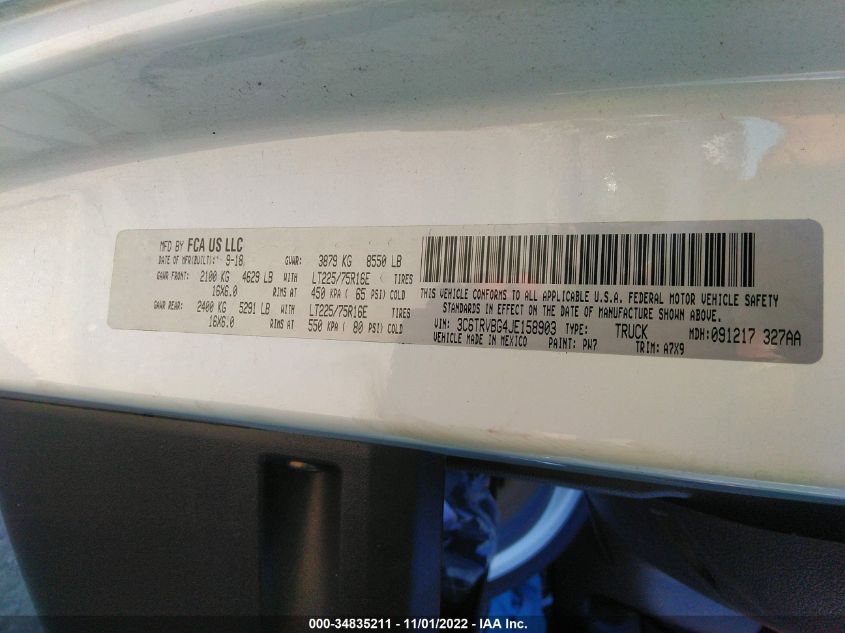 MFD BY FCA US LLC
DATE OF MFR(BUILT): 9-18 GVWR: 3879 KG 8550 LB
GAWR FRONT: 2100 KG 4629 LB WITH LT225/75R16E TIRES
16X6.0 RIMS AT 450 KPA ( 65 PSI) COLD
GAWR REAR: 2400 KG 5291 LB WITH LT225/75R16E TIRES
16X6.0 RIMS AT 550 KPA ( 80 PSI) COLD
THIS VEHICLE CONFORMS TO ALL APPLICABLE U.S.A. FEDERAL MOTOR VEHICLE SAFETY
STANDARDS IN EFFECT ON THE DATE OF MANUFACTURE SHOWN ABOVE.
VIN: 3C6TRVBG4JE158903 TYPE: TRUCK MDH:091217 327AA
VEHICLE MADE IN MEXICO PAINT: PW7 TRIM: A7X9
000-34835211 - 11/01/2022 - IAA Inc.